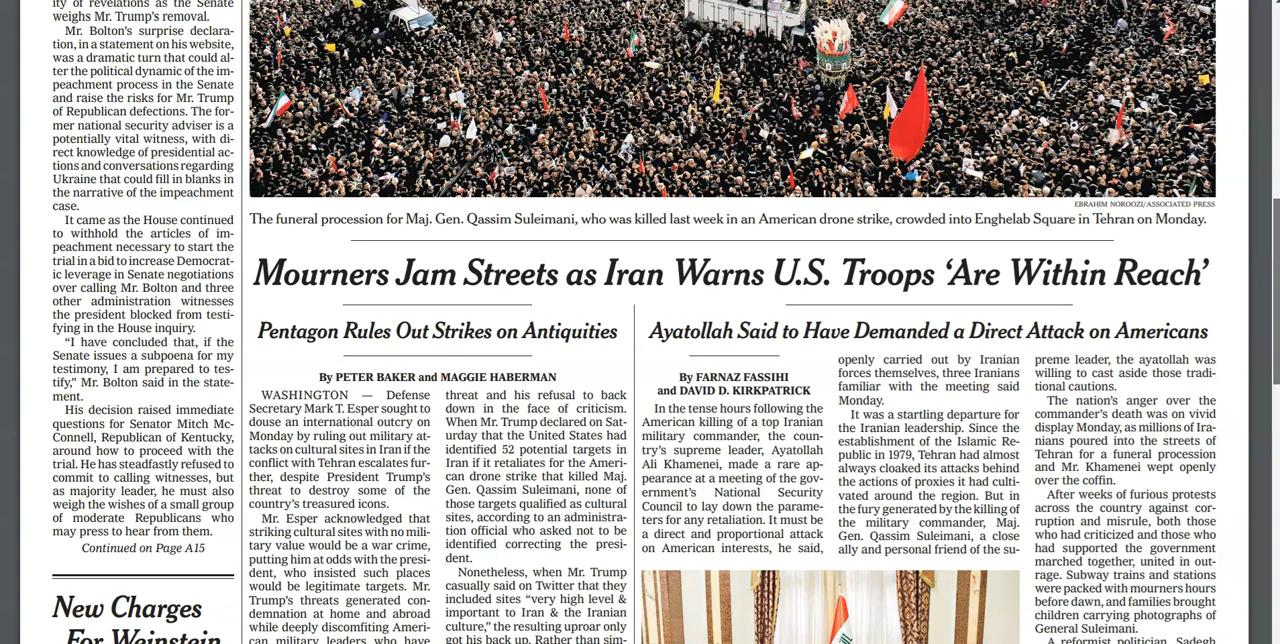 ity of revelations as the Senate
weighs Mr. Trump's removal.
Mr. Bolton's surprise declara-
tion, in a statement on his website,
was a dramatic turn that could al-
ter the political dynamic of the im-
peachment process in the Senate
and raise the risks for Mr. Trump
of Republican defections. The for-
mer national security adviser is a
potentially vital witness, with di-
rect knowledge of presidential ac-
tions and conversations regarding
Ukraine that could fill in blanks in
the narrative of the impeachment
case.
It came as the House continued
to withhold the articles of im-
peachment necessary to start the
trial in a bid to increase Democrat-
ic leverage in Senate negotiations
over calling Mr. Bolton and three
other administration witnesses
the president blocked from testi-
fying in the House inquiry.
"I have concluded that, if the
Senate issues a subpoena for my
testimony, I am prepared to tes-
tify," Mr. Bolton said in the state-
ment.
His decision raised immediate
questions for Senator Mitch Mc-
Connell, Republican of Kentucky,
around how to proceed with the
trial. He has steadfastly refused to
commit to calling witnesses, but
as majority leader, he must also
weigh the wishes of a small group
of moderate Republicans who
may press to hear from them.
Continued on Page A15
New Charges
For Weinstein
EBRAHIM NOROOZI/ASSOCIATED PRESS
The funeral procession for Maj. Gen. Qassim Suleimani, who was killed last week in an American drone strike, crowded into Enghelab Square in Tehran on Monday.
Mourners Jam Streets as Iran Warns U.S. Troops 'Are Within Reach'
Pentagon Rules Out Strikes on Antiquities
By PETER BAKER and MAGGIE HABERMAN
WASHINGTON — Defense
Secretary Mark T. Esper sought to
douse an international outcry on
Monday by ruling out military at-
tacks on cultural sites in Iran if the
conflict with Tehran escalates fur-
ther, despite President Trump's
threat to destroy some of the
country's treasured icons.
Mr. Esper acknowledged that
striking cultural sites with no mili-
tary value would be a war crime,
putting him at odds with the presi-
dent, who insisted such places
would be legitimate targets. Mr.
Trump's threats generated con-
demnation at home and abroad
while deeply discomfiting Ameri-
can military leaders who have
threat and his refusal to back
down in the face of criticism.
When Mr. Trump declared on Sat-
urday that the United States had
identified 52 potential targets in
Iran if it retaliates for the Ameri-
can drone strike that killed Maj.
Gen. Qassim Suleimani, none of
those targets qualified as cultural
sites, according to an administra-
tion official who asked not to be
identified correcting the presi-
dent.
Nonetheless, when Mr. Trump
casually said on Twitter that they
included sites "very high level &
important to Iran & the Iranian
culture," the resulting uproar only
got his back up. Rather than sim-
Ayatollah Said to Have Demanded a Direct Attack on Americans
By FARNAZ FASSIHI
and DAVID D. KIRKPATRICK
In the tense hours following the
American killing of a top Iranian
military commander, the coun-
try's supreme leader, Ayatollah
Ali Khamenei, made a rare ap-
pearance at a meeting of the gov-
ernment's National Security
Council to lay down the parame-
ters for any retaliation. It must be
a direct and proportional attack
on American interests, he said,
openly carried out by Iranian
forces themselves, three Iranians
familiar with the meeting said
Monday.
It was a startling departure for
the Iranian leadership. Since the
establishment of the Islamic Re-
public in 1979, Tehran had almost
always cloaked its attacks behind
the actions of proxies it had culti-
vated around the region. But in
the fury generated by the killing of
the military commander, Maj.
Gen. Qassim Suleimani, a close
ally and personal friend of the su-
preme leader, the ayatollah was
willing to cast aside those tradi-
tional cautions.
The nation's anger over the
commander's death was on vivid
display Monday, as millions of Ira-
nians poured into the streets of
Tehran for a funeral procession
and Mr. Khamenei wept openly
over the coffin.
After weeks of furious protests
across the country against cor-
ruption and misrule, both those
who had criticized and those who
had supported the government
marched together, united in out-
rage. Subway trains and stations
were packed with mourners hours
before dawn, and families brought
children carrying photographs of
General Suleimani.
A reformist politician, Sadegh